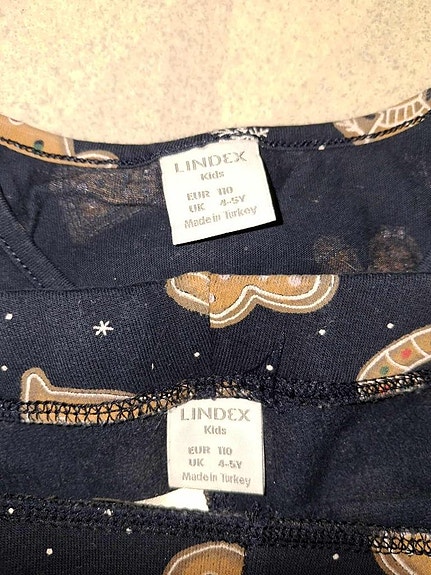 LINDEX
Kids
EUR 110
UK 4-5Y
Made in Turkey
LINDEX
Kids
EUR 110
UK 4-5Y
Made in Turkey